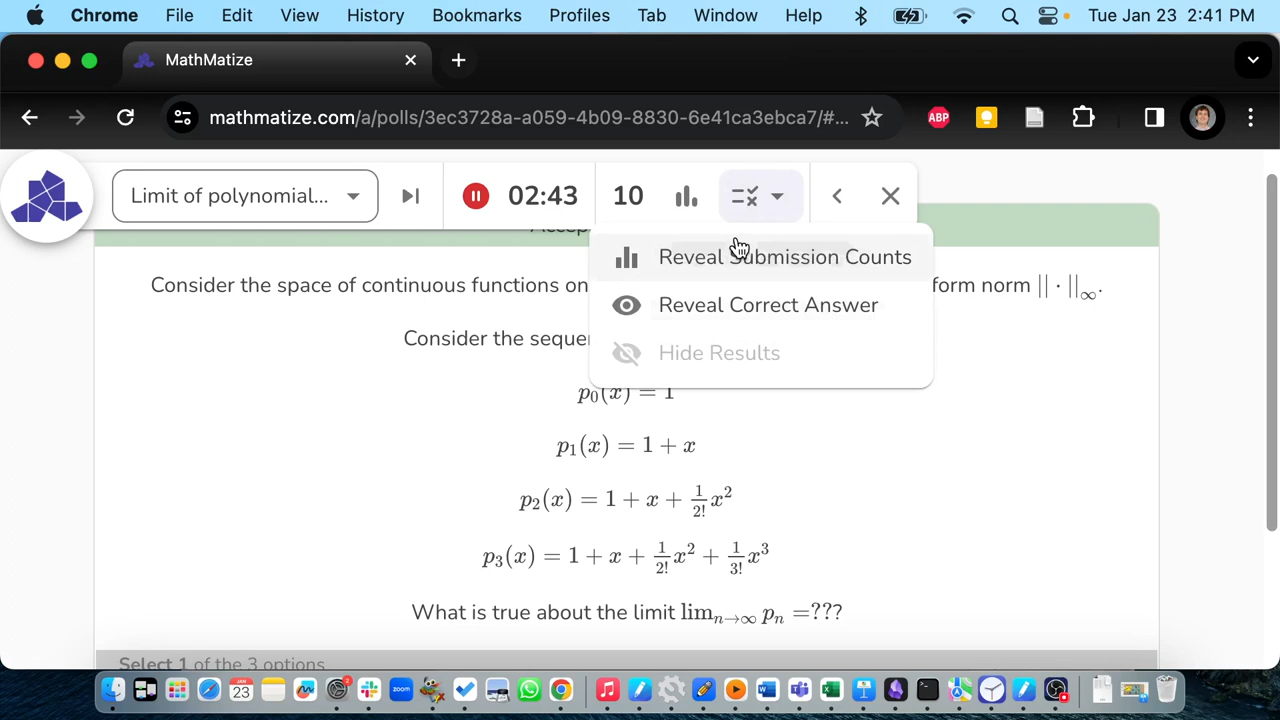 Chrome File Edit View History Bookmarks Profiles Tab Window Help Tue Jan 23 2:41 PM
MathMatize
mathmatize.com/a/polls/3ec3728a-a059-4b09-8830-6e41ca3ebca7/#... ABP
Limit of polynomial... 02:43 10
Reveal Submission Counts
Consider the space of continuous functions on form norm || · ||∞.
Reveal Correct Answer
Consider the seque
Hide Results
p₀(x) = 1
p₁(x) = 1 + x
p₂(x) = 1 + x + 1/2! x²
p₃(x) = 1 + x + 1/2! x² + 1/3! x³
What is true about the limit limₙ→∞ pₙ =???
Select 1 of the 3 options